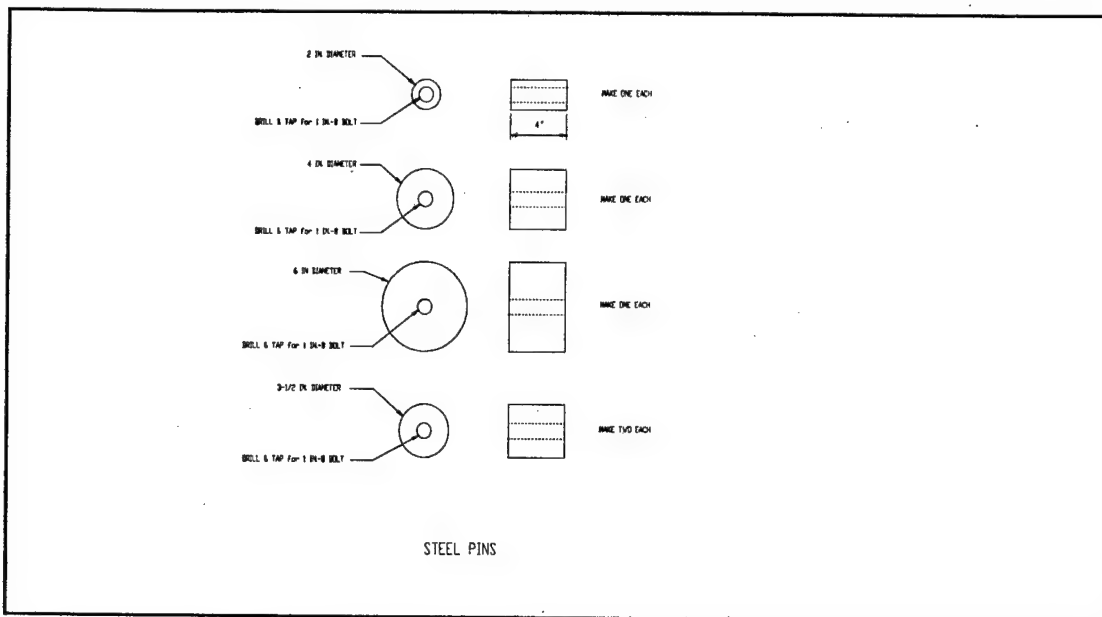 2 IN DIAMETER
DRILL & TAP for 1 IN-8 BOLT
MAKE ONE EACH
4"
4 IN DIAMETER
DRILL & TAP for 1 IN-8 BOLT
MAKE ONE EACH
6 IN DIAMETER
DRILL & TAP for 1 IN-8 BOLT
MAKE ONE EACH
3-1/2 IN DIAMETER
DRILL & TAP for 1 IN-8 BOLT
MAKE TWO EACH
STEEL PINS